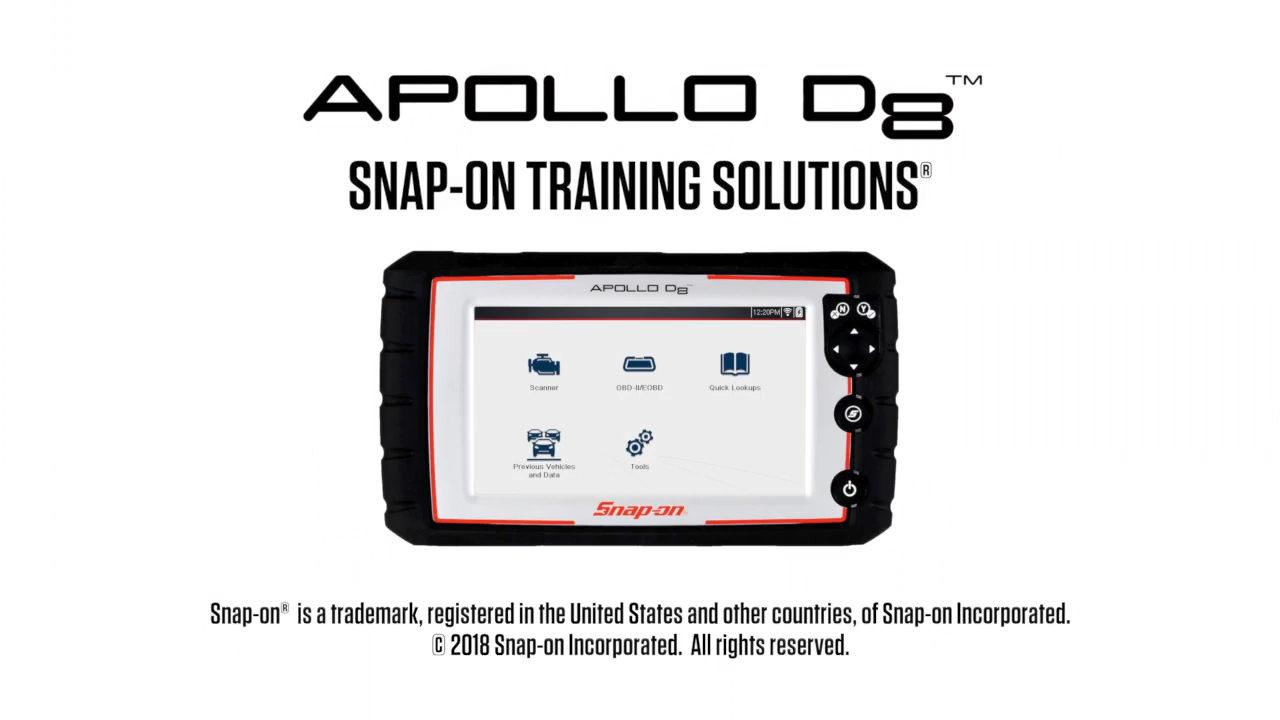 APOLLO D8™
SNAP-ON TRAINING SOLUTIONS®
APOLLO D8™
12:20PM
N Y
Scanner
OBD-II/EOBD
Quick Lookups
Previous Vehicles
and Data
Tools
Snap-on®
Snap-on® is a trademark, registered in the United States and other countries, of Snap-on Incorporated.
© 2018 Snap-on Incorporated. All rights reserved.